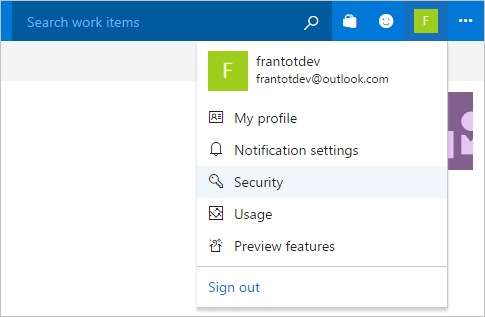 Search work items
F
F
frantotdev
frantotdev@outlook.com
My profile
Notification settings
Security
Usage
Preview features
Sign out